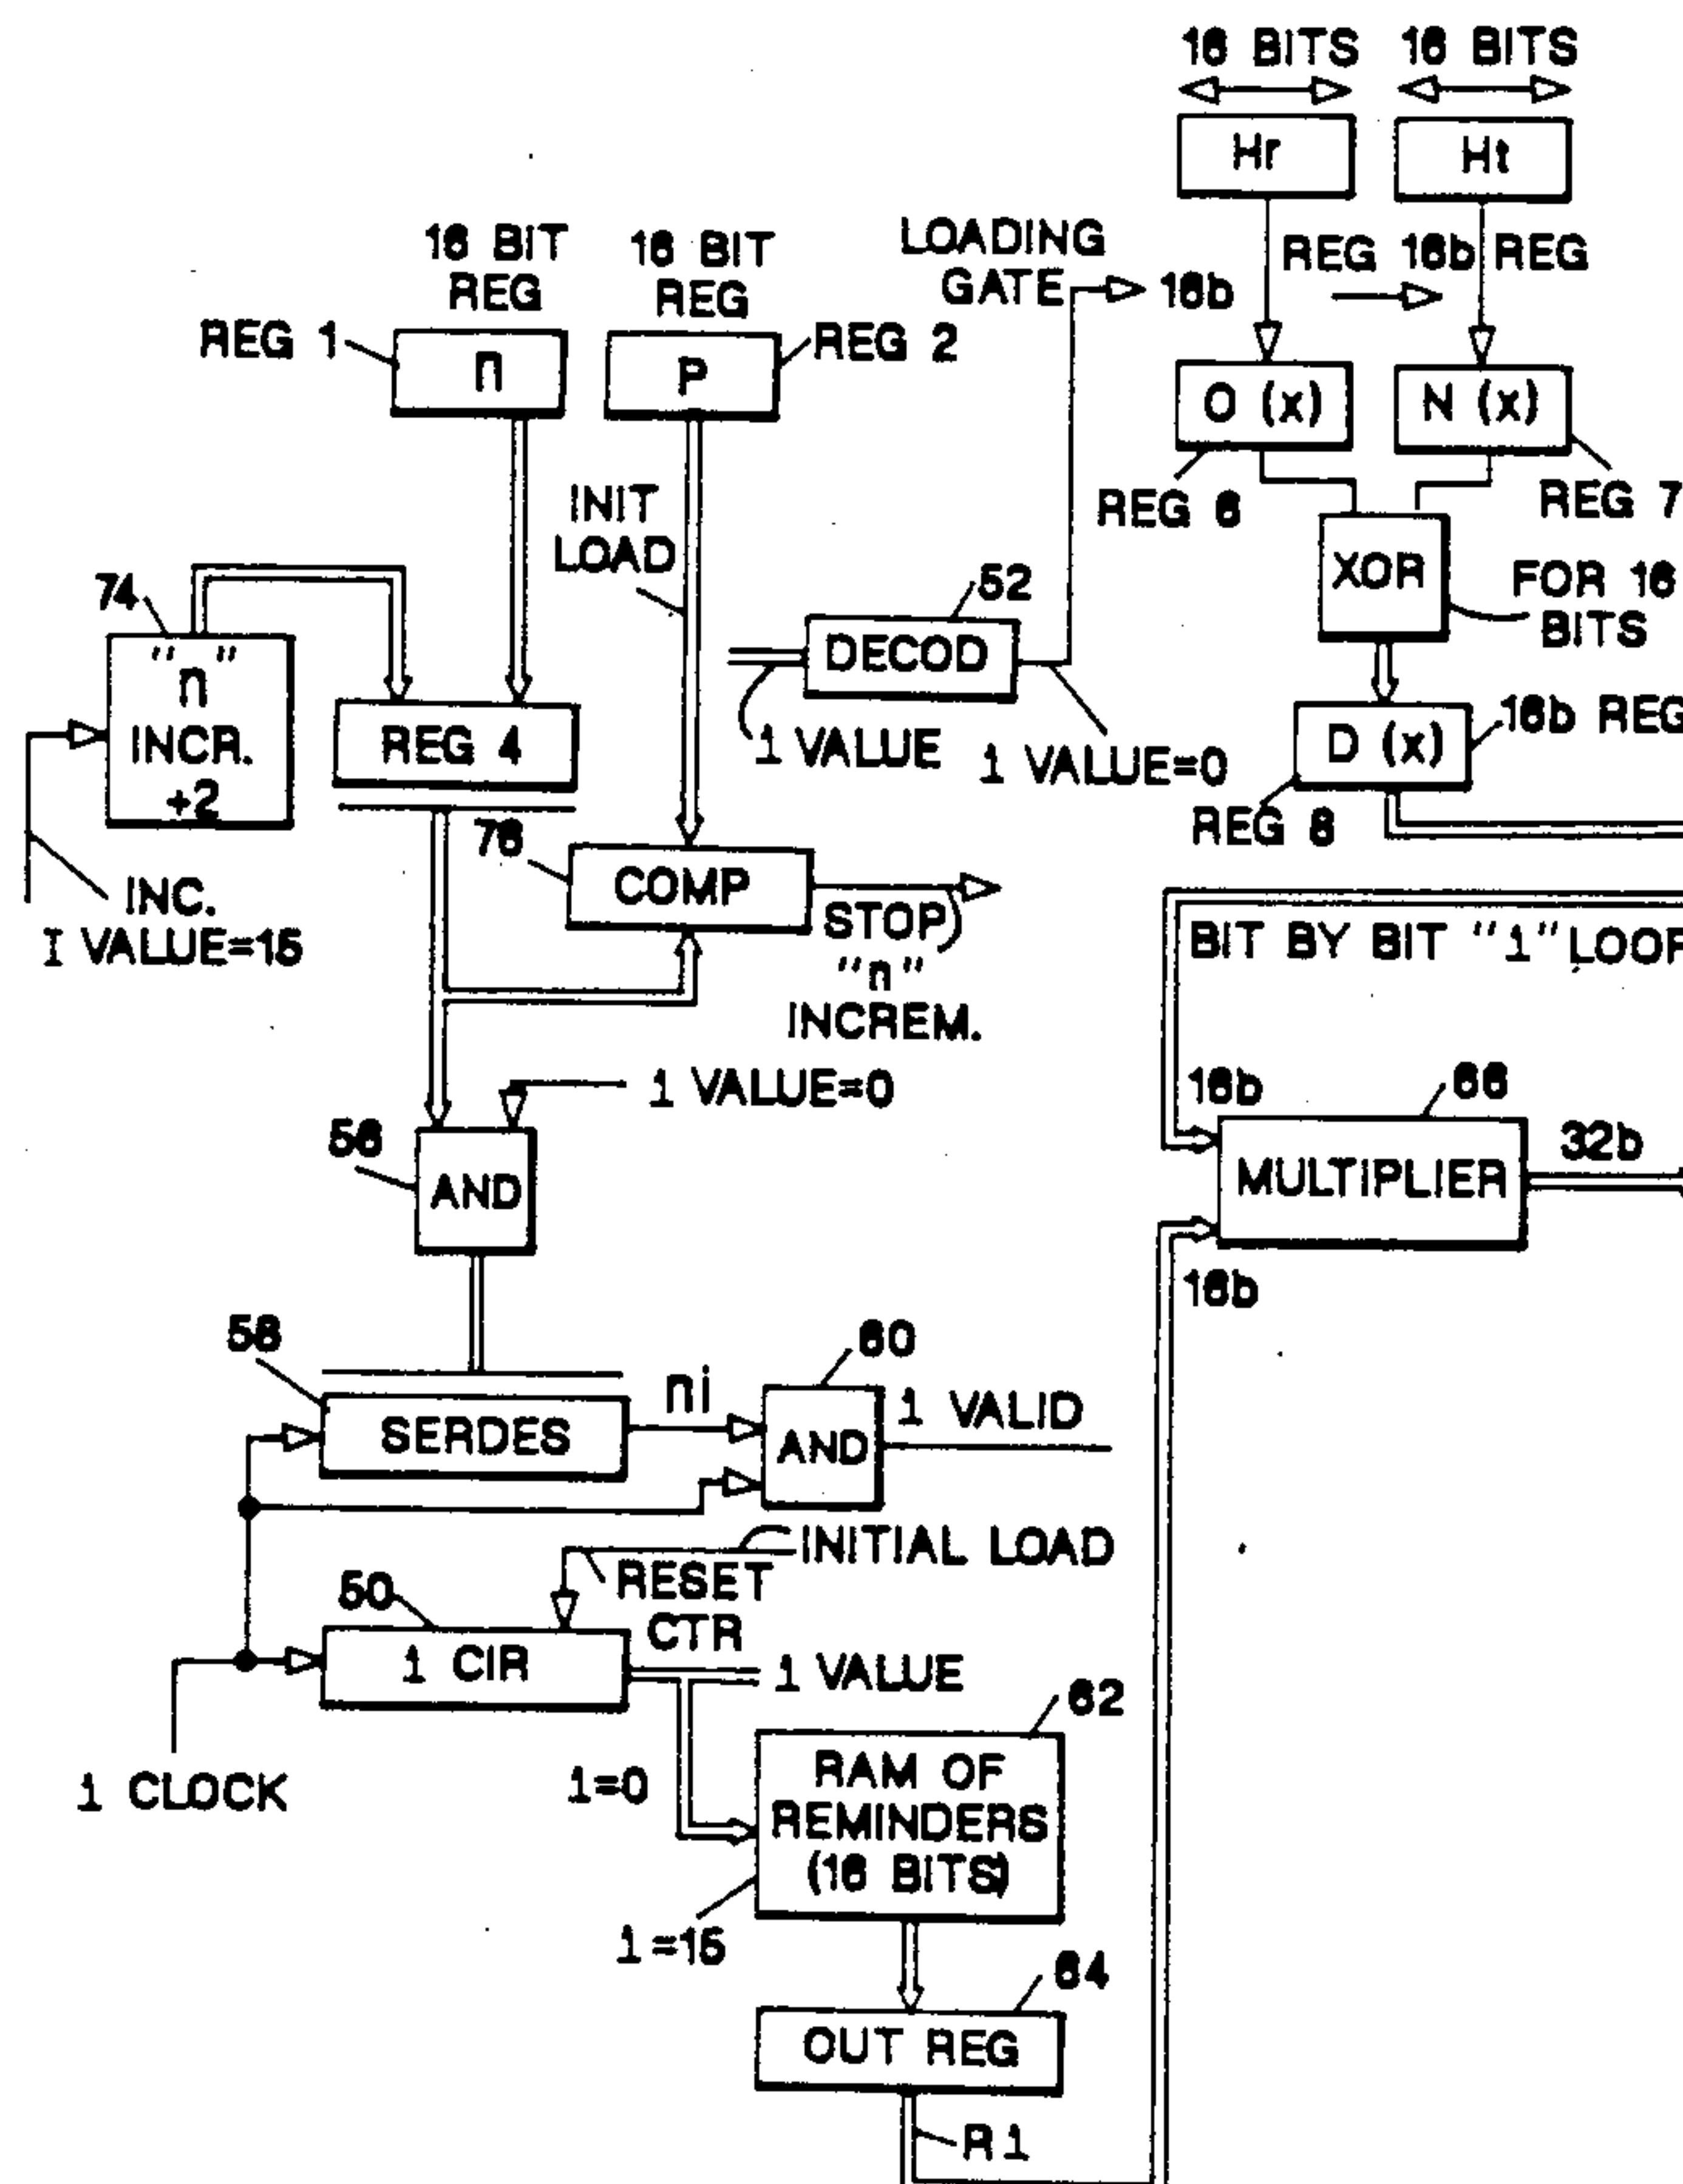 16 BITS 16 BITS
Hr Ht
16 BIT
REG
16 BIT
REG
LOADING
GATE
16b
REG 16b REG
REG 1
n
P
REG 2
O (x)
N (x)
REG 6
REG 7
INIT
LOAD
XOR
FOR 16
BITS
74
"n"
INCR.
+2
52
DECOD
REG 4
1 VALUE
1 VALUE=0
D (x)
16b REG
REG 8
76
COMP
STOP
"n"
INCREM.
INC.
I VALUE=15
BIT BY BIT "1" LOOP
1 VALUE=0
56
AND
16b
66
MULTIPLIER
32b
16b
58
SERDES
ni
60
AND
1 VALID
INITIAL LOAD
RESET
CTR
50
1 CIR
1 VALUE
1 CLOCK
1=0
62
RAM OF
REMINDERS
(16 BITS)
1=15
64
OUT REG
R1